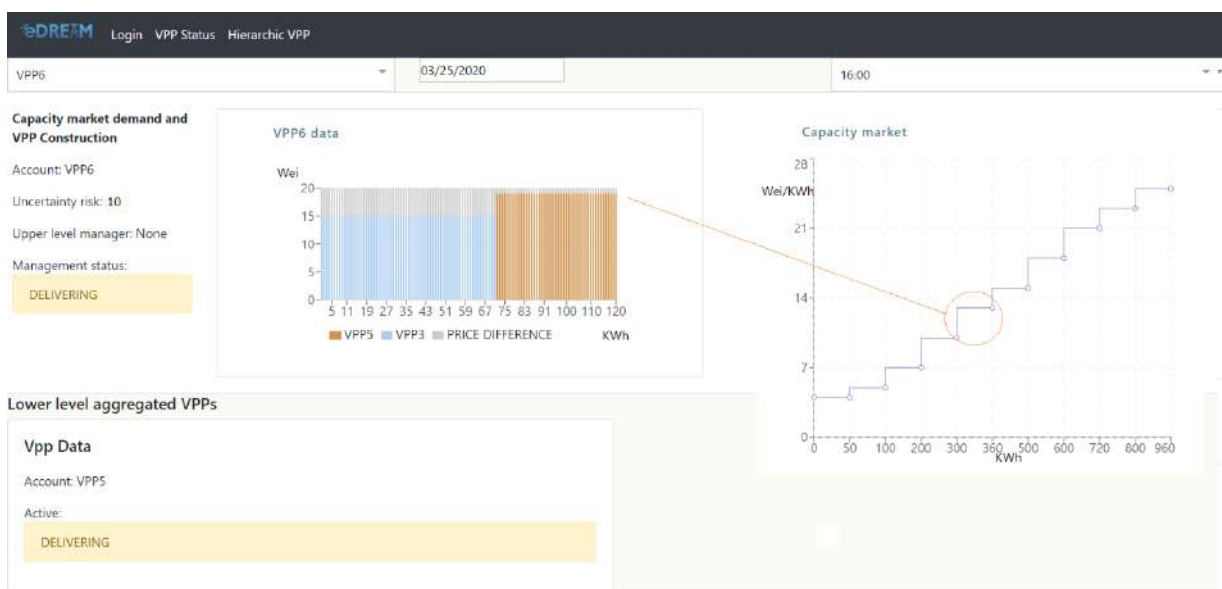 eDREAM Login VPP Status Hierarchic VPP
VPP6 03/25/2020 16:00
Capacity market demand and
VPP Construction
Account: VPP6
Uncertainty risk: 10
Upper level manager: None
Management status:
DELIVERING
VPP6 data
Wei
20
15
10
5
0
5 11 19 27 35 43 51 59 67 75 83 91 100 110 120
VPP5 VPP3 PRICE DIFFERENCE KWh
Capacity market
28
Wei/KWh
21
14
7
0
0 50 100 200 300 360 500 600 720 800 960
KWh
Lower level aggregated VPPs
Vpp Data
Account: VPP5
Active:
DELIVERING